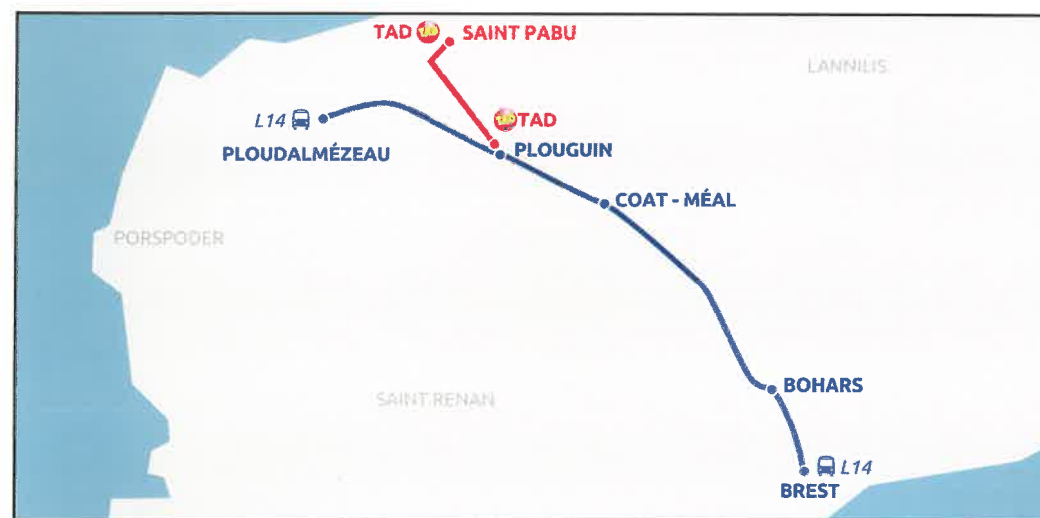 TAD SAINT PABU
LANNILIS
L14
TAD
PLOUDALMÉZEAU
PLOUGUIN
COAT - MÉAL
PORSPODER
SAINT RENAN
BOHARS
L14
BREST